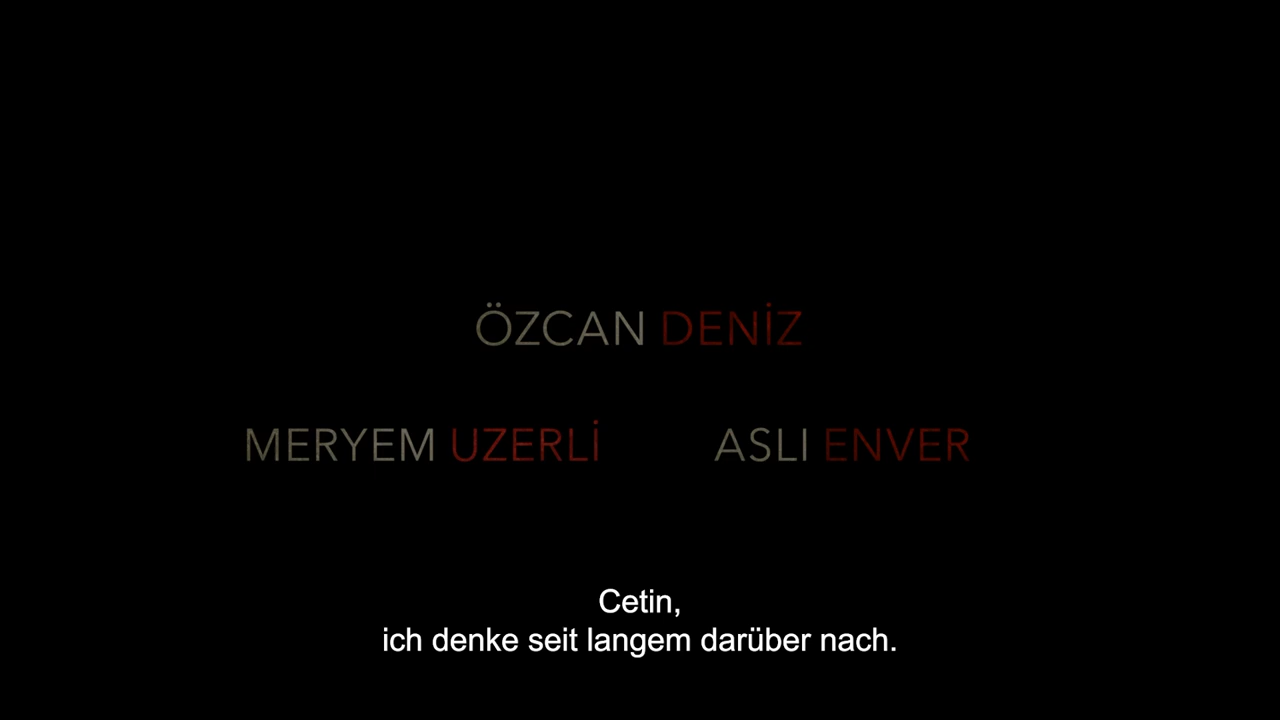 ÖZCAN DENİZ
MERYEM UZERLİ ASLI ENVER
Cetin,
ich denke seit langem darüber nach.